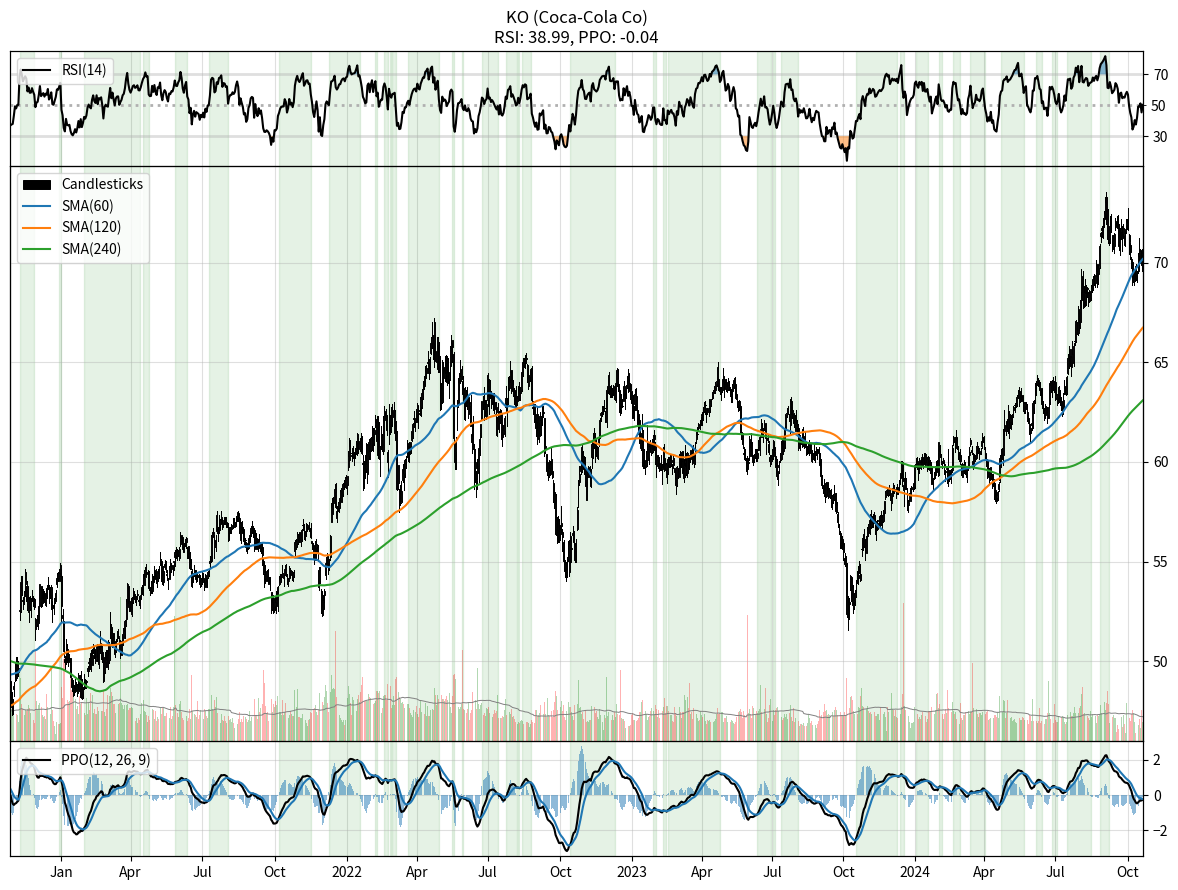 KO (Coca-Cola Co)
RSI: 38.99, PPO: -0.04
RSI(14)
70
50
30
Candlesticks
SMA(60)
SMA(120)
SMA(240)
70
65
60
55
50
PPO(12, 26, 9)
2
0
−2
Jan Apr Jul Oct 2022 Apr Jul Oct 2023 Apr Jul Oct 2024 Apr Jul Oct